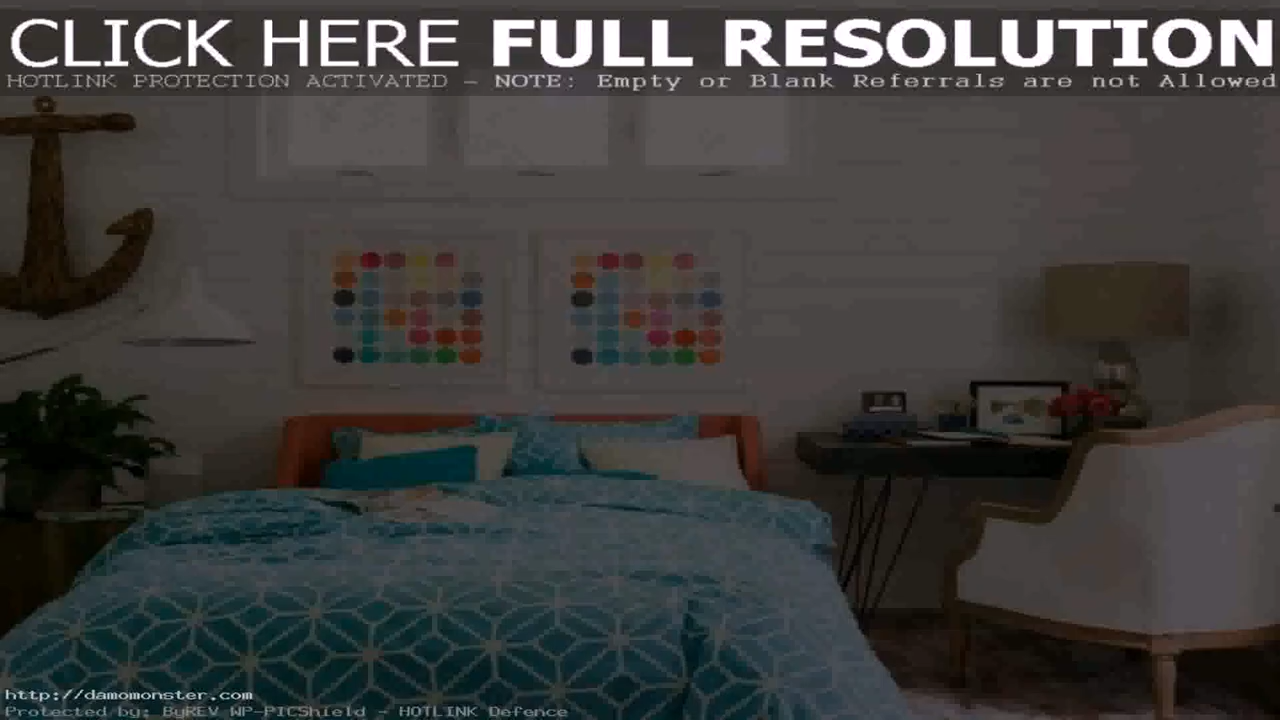 CLICK HERE FULL RESOLUTION
HOTLINK PROTECTION ACTIVATED - NOTE: Empty or Blank Referrals are not Allowed
http://damomonster.com
Protected by: ByREV WP-PICShield - HOTLINK Defence